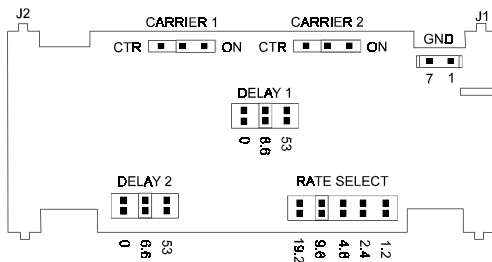 J2
CARRIER 1
CARRIER 2
J1
CTR
ON
CTR
ON
GND
7 1
DELAY 1
0 6.6 53
DELAY 2
0 6.6 53
RATE SELECT
19.2 9.6 4.8 2.4 1.2